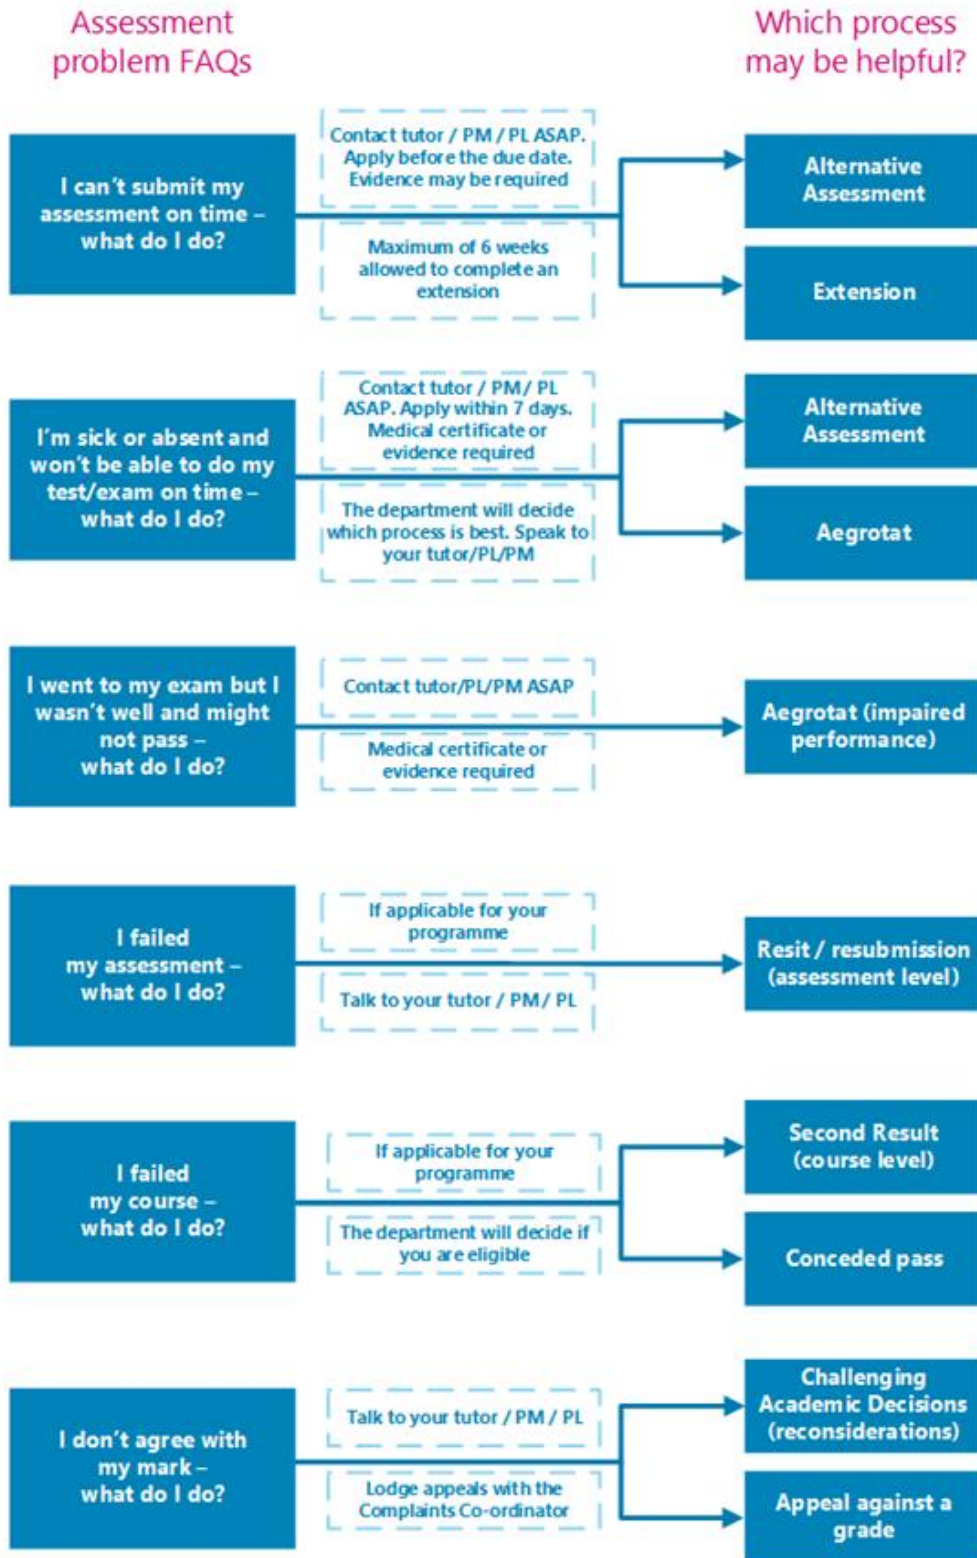 Assessment
problem FAQs
Which process
may be helpful?
I can't submit my
assessment on time –
what do I do?
Contact tutor / PM / PL ASAP.
Apply before the due date.
Evidence may be required
Maximum of 6 weeks
allowed to complete an
extension
Alternative
Assessment
Extension
I'm sick or absent and
won't be able to do my
test/exam on time –
what do I do?
Contact tutor / PM / PL
ASAP. Apply within 7 days.
Medical certificate or
evidence required
The department will decide
which process is best. Speak to
your tutor/PL/PM
Alternative
Assessment
Aegrotat
I went to my exam but I
wasn't well and might
not pass –
what do I do?
Contact tutor/PL/PM ASAP
Medical certificate or
evidence required
Aegrotat (impaired
performance)
I failed
my assessment –
what do I do?
If applicable for your
programme
Talk to your tutor / PM / PL
Resit / resubmission
(assessment level)
I failed
my course –
what do I do?
If applicable for your
programme
The department will decide if
you are eligible
Second Result
(course level)
Conceded pass
I don't agree with
my mark –
what do I do?
Talk to your tutor / PM / PL
Lodge appeals with the
Complaints Co-ordinator
Challenging
Academic Decisions
(reconsiderations)
Appeal against a
grade